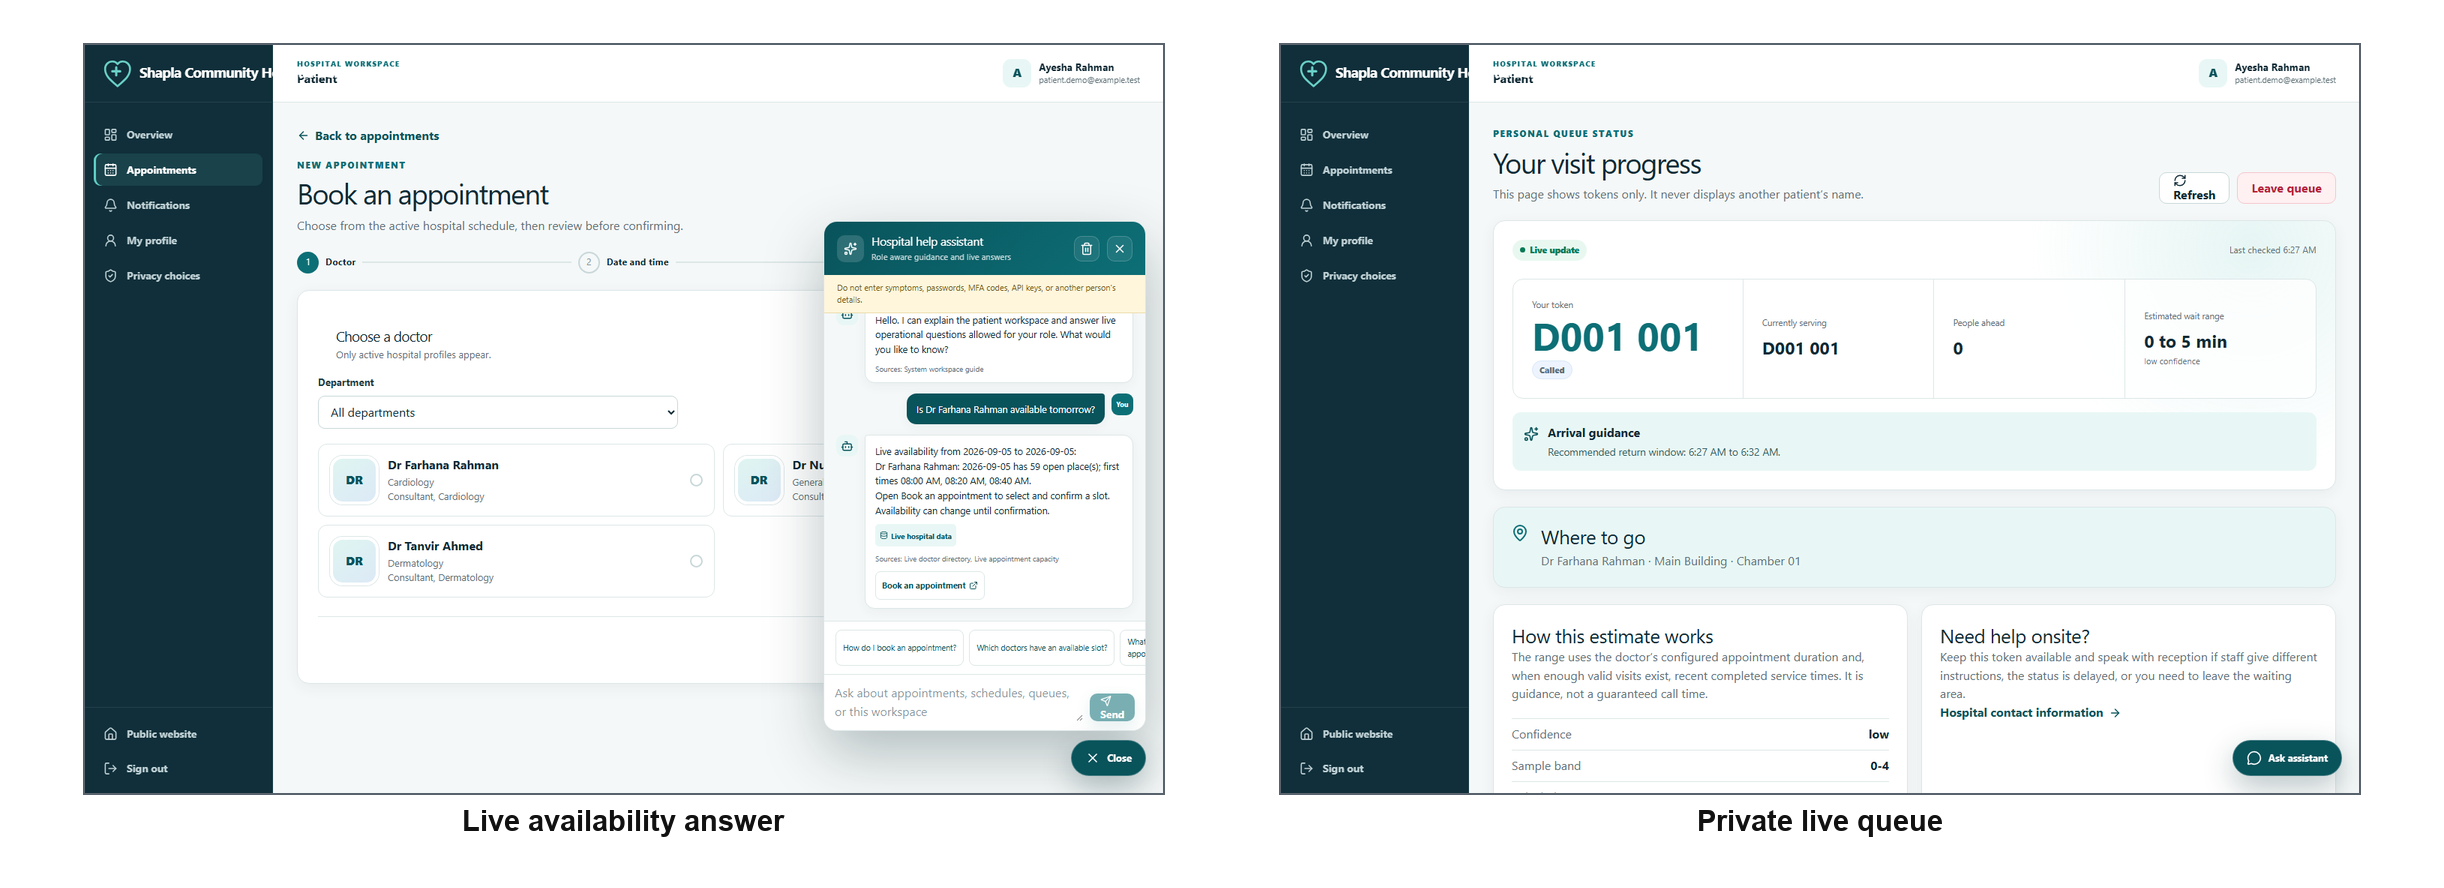 Shapla Community H
HOSPITAL WORKSPACE
Patient
A
Ayesha Rahman
patient.demo@example.test
Overview
Appointments
Notifications
My profile
Privacy choices
Public website
Sign out
Back to appointments
NEW APPOINTMENT
Book an appointment
Choose from the active hospital schedule, then review before confirming.
1 Doctor
2 Date and time
Choose a doctor
Only active hospital profiles appear.
Department
All departments
DR
Dr Farhana Rahman
Cardiology
Consultant, Cardiology
DR
Dr Nu
General
Consult
DR
Dr Tanvir Ahmed
Dermatology
Consultant, Dermatology
Hospital help assistant
Role aware guidance and live answers
Do not enter symptoms, passwords, MFA codes, API keys, or another person's
details.
Hello. I can explain the patient workspace and answer live
operational questions allowed for your role. What would
you like to know?
Sources: System workspace guide
Is Dr Farhana Rahman available tomorrow?
You
Live availability from 2026-09-05 to 2026-09-05:
Dr Farhana Rahman: 2026-09-05 has 59 open place(s); first
times 08:00 AM, 08:20 AM, 08:40 AM.
Open Book an appointment to select and confirm a slot.
Availability can change until confirmation.
Live hospital data
Sources: Live doctor directory. Live appointment capacity
Book an appointment
How do I book an appointment?
Which doctors have an available slot?
What
appo
Ask about appointments, schedules, queues,
or this workspace
Send
Close
Live availability answer
Shapla Community H
HOSPITAL WORKSPACE
Patient
A
Ayesha Rahman
patient.demo@example.test
Overview
Appointments
Notifications
My profile
Privacy choices
Public website
Sign out
PERSONAL QUEUE STATUS
Your visit progress
This page shows tokens only. It never displays another patient's name.
Refresh
Leave queue
Live update
Last checked 6:27 AM
Your token
D001 001
Called
Currently serving
D001 001
People ahead
0
Estimated wait range
0 to 5 min
low confidence
Arrival guidance
Recommended return window: 6:27 AM to 6:32 AM.
Where to go
Dr Farhana Rahman · Main Building · Chamber 01
How this estimate works
The range uses the doctor's configured appointment duration and,
when enough valid visits exist, recent completed service times. It is
guidance, not a guaranteed call time.
Confidence low
Sample band 0-4
Need help onsite?
Keep this token available and speak with reception if staff give different
instructions, the status is delayed, or you need to leave the waiting
area.
Hospital contact information
Ask assistant
Private live queue